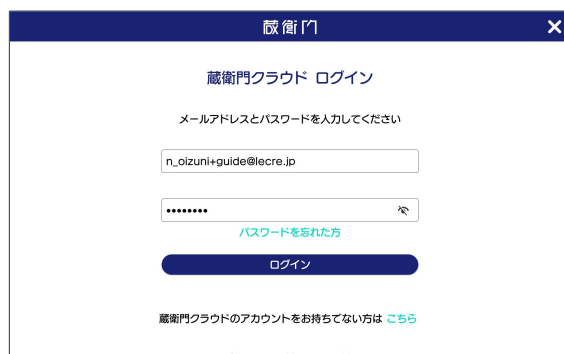 蔵衛門
蔵衛門クラウド ログイン
メールアドレスとパスワードを入力してください
n_oizuni+guide@lecre.jp
••••••••
パスワードを忘れた方
ログイン
蔵衛門クラウドのアカウントをお持ちでない方は こちら